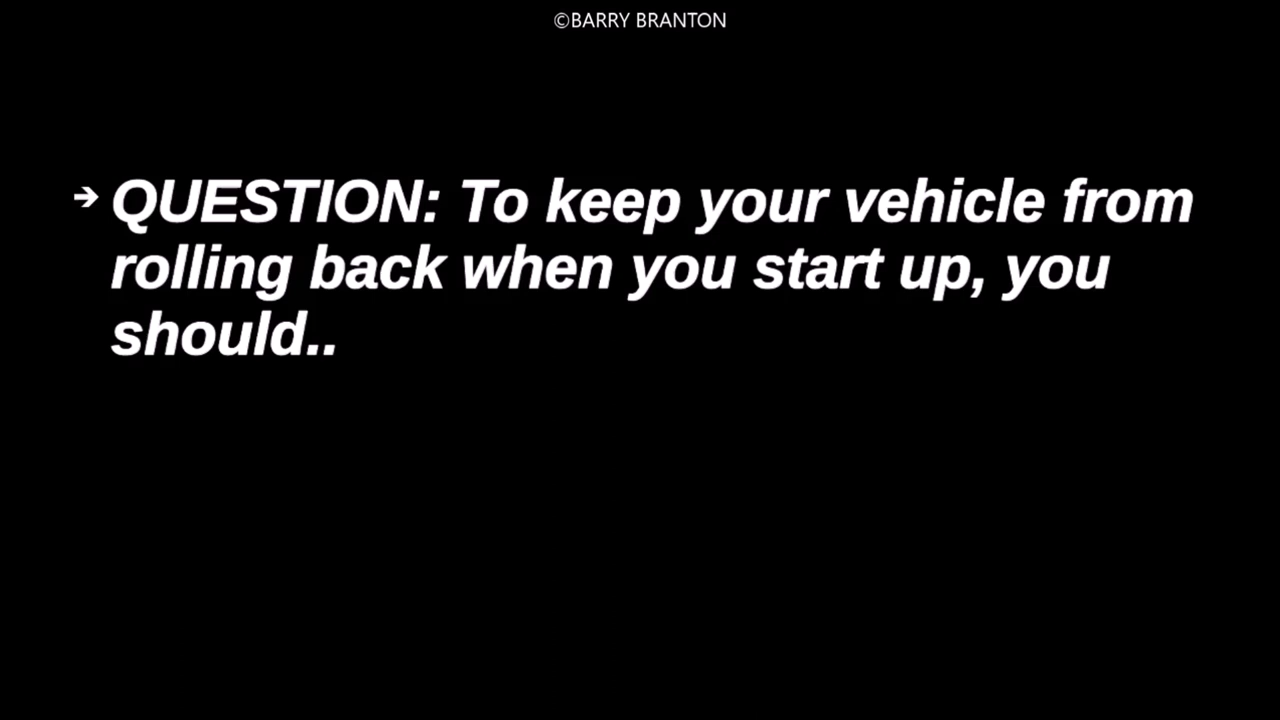 ©BARRY BRANTON
➔ QUESTION: To keep your vehicle from
rolling back when you start up, you
should..